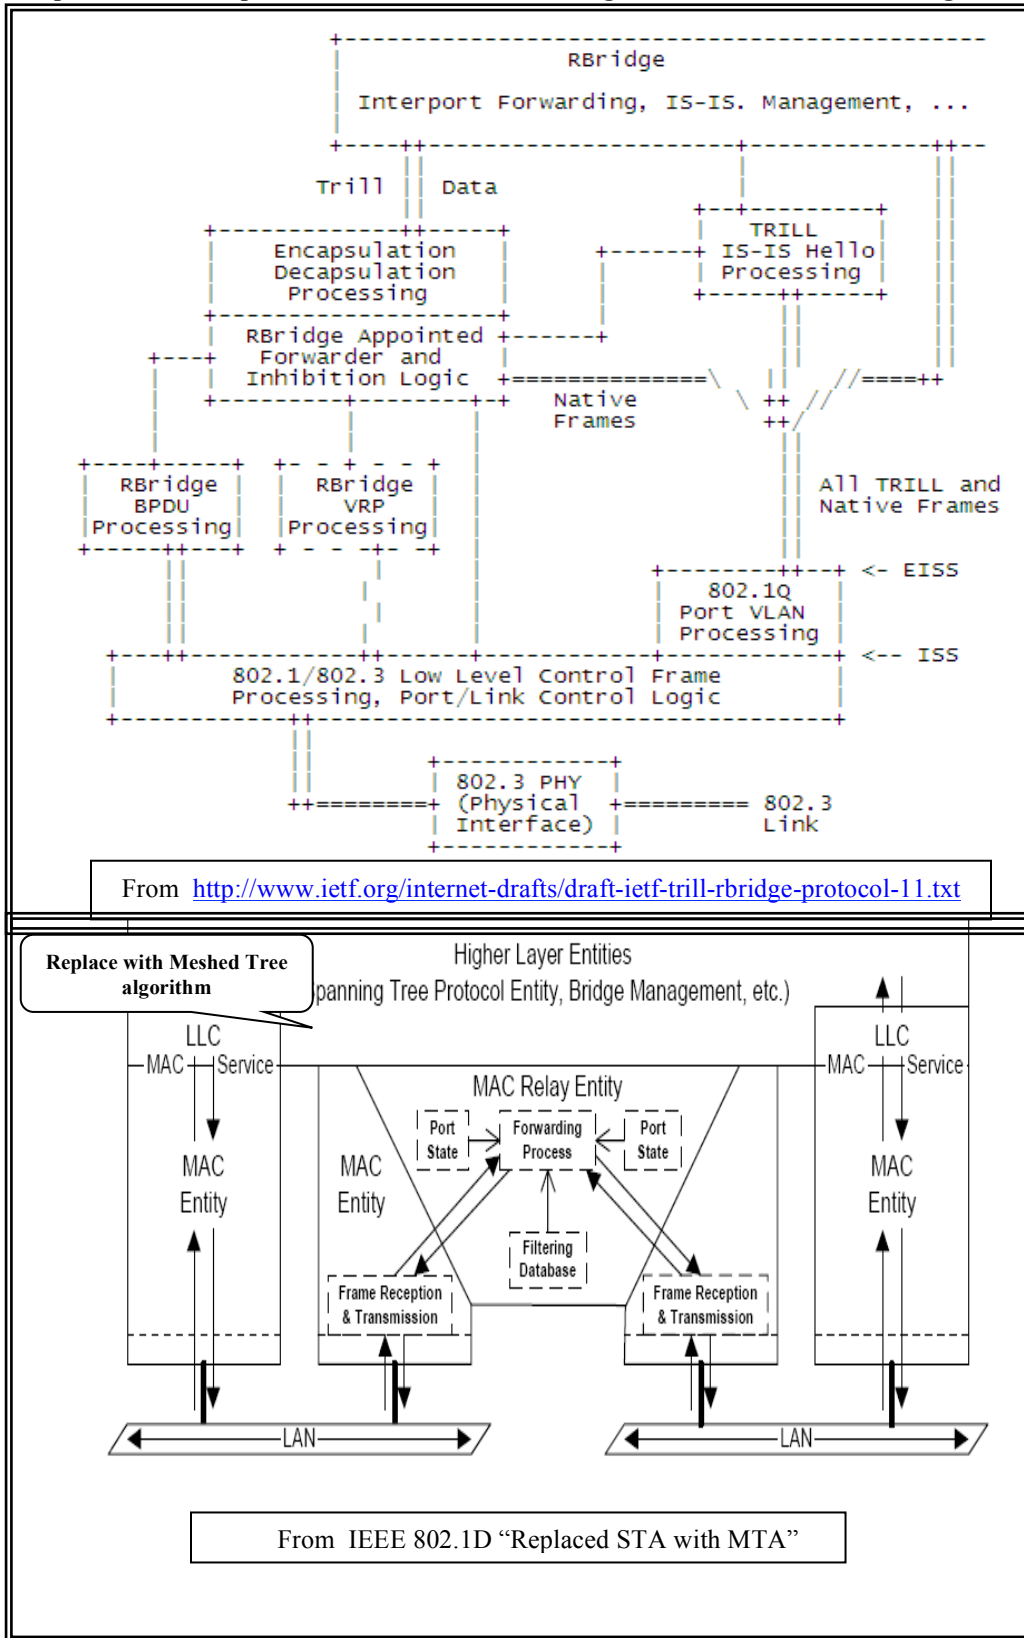 RBridge
Interport Forwarding, IS-IS. Management, ...
Trill Data
TRILL
IS-IS Hello
Processing
Encapsulation
Decapsulation
Processing
RBridge Appointed
Forwarder and
Inhibition Logic
Native
Frames
RBridge
BPDU
Processing
RBridge
VRP
Processing
All TRILL and
Native Frames
<- EISS
802.1Q
Port VLAN
Processing
<-- ISS
802.1/802.3 Low Level Control Frame
Processing, Port/Link Control Logic
802.3 PHY
(Physical
Interface)
802.3
Link
From http://www.ietf.org/internet-drafts/draft-ietf-trill-rbridge-protocol-11.txt
Replace with Meshed Tree
algorithm
Higher Layer Entities
panning Tree Protocol Entity, Bridge Management, etc.)
LLC
MAC Service
MAC
Entity
MAC
Entity
MAC Relay Entity
Port
State
Forwarding
Process
Port
State
Filtering
Database
Frame Reception
& Transmission
Frame Reception
& Transmission
LLC
MAC Service
MAC
Entity
LAN
LAN
From IEEE 802.1D “Replaced STA with MTA”